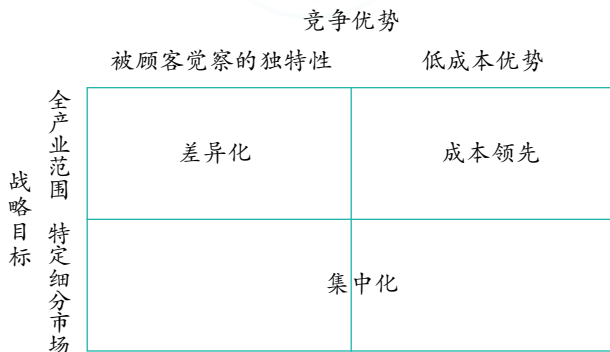 竞争优势
被顾客觉察的独特性
低成本优势
战略目标
全产业范围
差异化
成本领先
特定细分市场
集中化